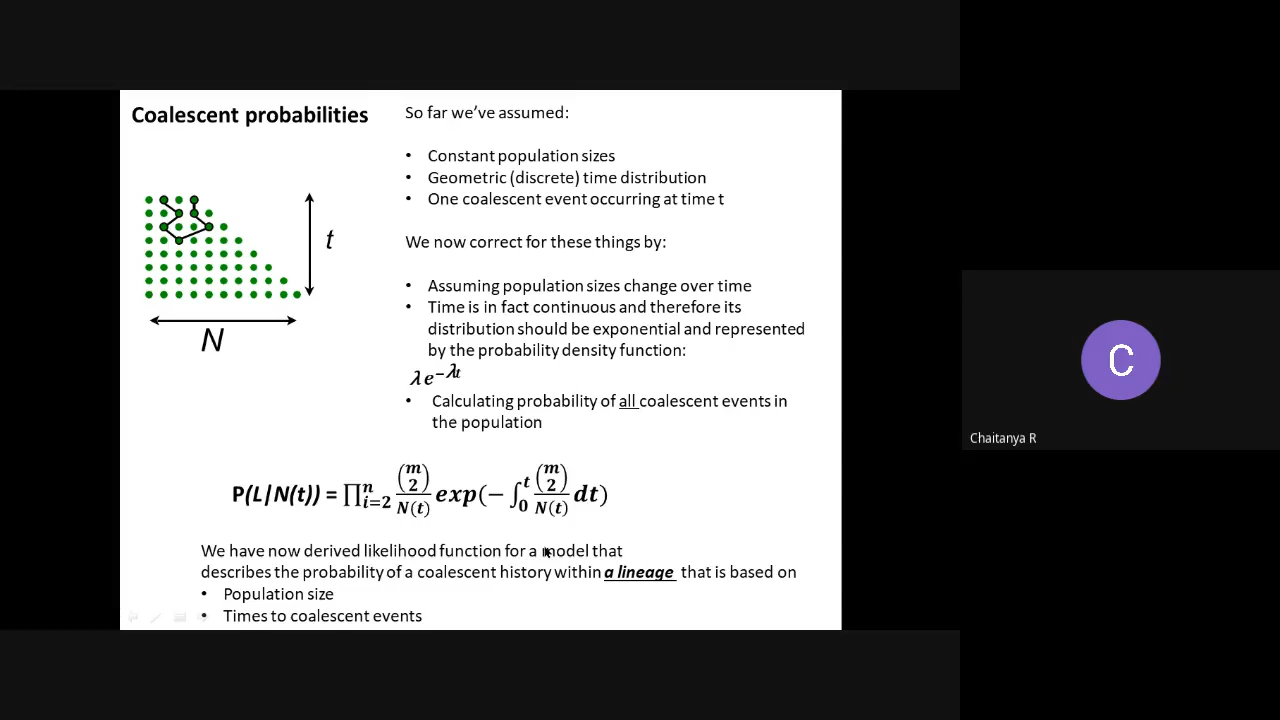 Coalescent probabilities
t
N
So far we've assumed:
• Constant population sizes
• Geometric (discrete) time distribution
• One coalescent event occurring at time t
We now correct for these things by:
• Assuming population sizes change over time
• Time is in fact continuous and therefore its
distribution should be exponential and represented
by the probability density function:
λe^{−λt}
• Calculating probability of all coalescent events in
the population
P(L|N(t)) = ∏_{i=2}^{n} \frac{\binom{m}{2}}{N(t)} exp(− ∫_{0}^{t} \frac{\binom{m}{2}}{N(t)} dt)
We have now derived likelihood function for a model that
describes the probability of a coalescent history within a lineage that is based on
• Population size
• Times to coalescent events
C
Chaitanya R